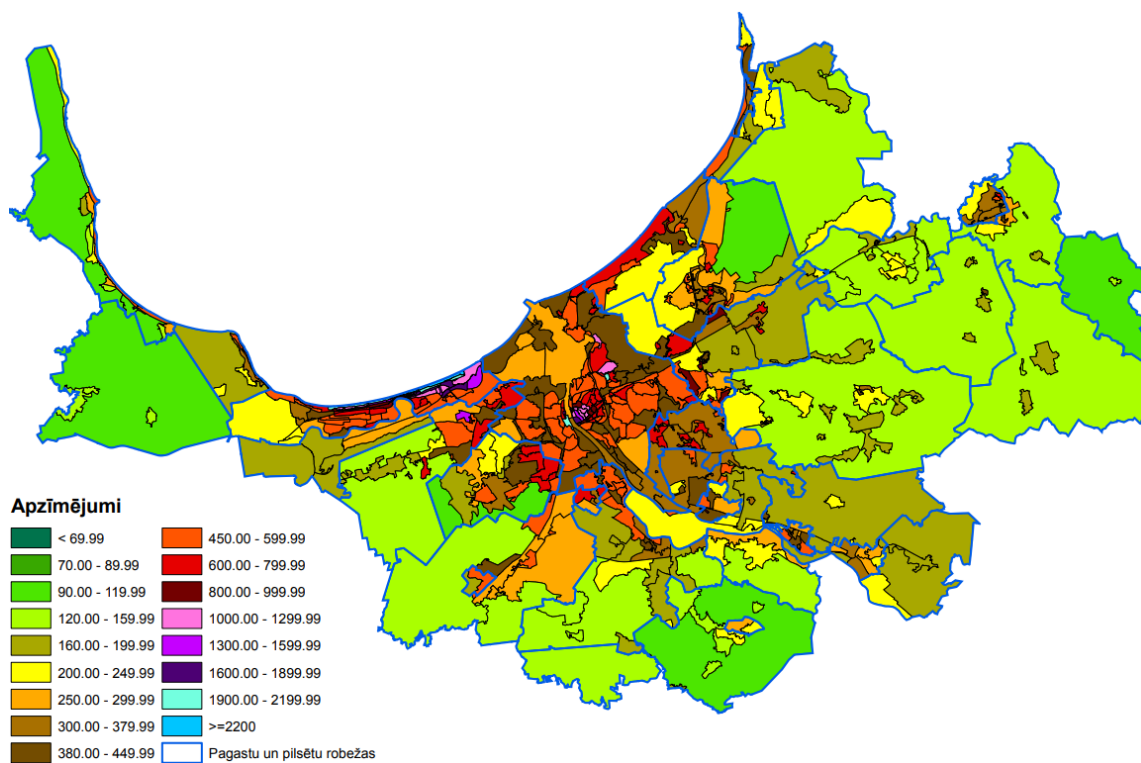 Apzīmējumi
< 69.99
70.00 - 89.99
90.00 - 119.99
120.00 - 159.99
160.00 - 199.99
200.00 - 249.99
250.00 - 299.99
300.00 - 379.99
380.00 - 449.99
450.00 - 599.99
600.00 - 799.99
800.00 - 999.99
1000.00 - 1299.99
1300.00 - 1599.99
1600.00 - 1899.99
1900.00 - 2199.99
>=2200
Pagastu un pilsētu robežas